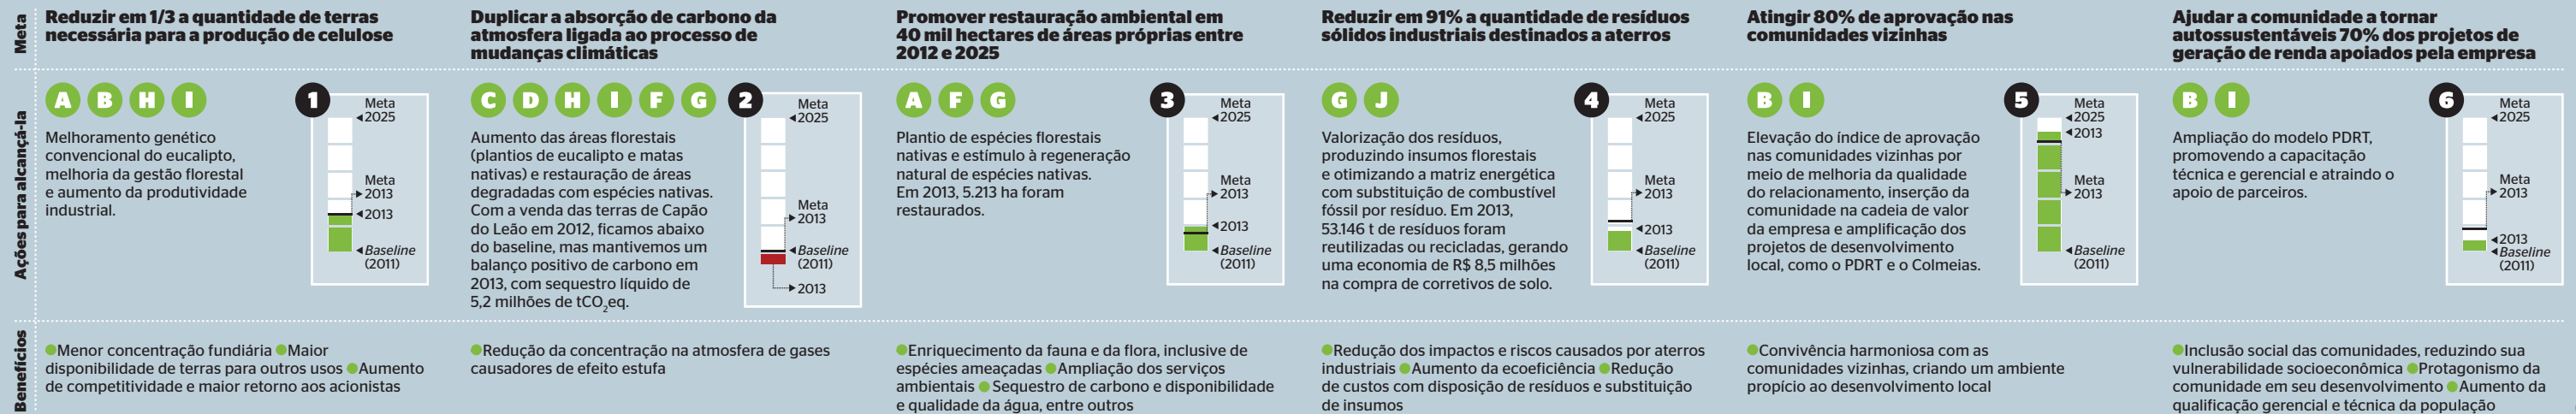 Meta
Reduzir em 1/3 a quantidade de terras
necessária para a produção de celulose
Duplicar a absorção de carbono da
atmosfera ligada ao processo de
mudanças climáticas
Promover restauração ambiental em
40 mil hectares de áreas próprias entre
2012 e 2025
Reduzir em 91% a quantidade de resíduos
sólidos industriais destinados a aterros
Atingir 80% de aprovação nas
comunidades vizinhas
Ajudar a comunidade a tornar
autossustentáveis 70% dos projetos de
geração de renda apoiados pela empresa
Ações para alcançá-la
A B H I
Melhoramento genético
convencional do eucalipto,
melhoria da gestão florestal
e aumento da produtividade
industrial.
1
Meta
2025
Meta
2013
2013
Baseline
(2011)
C D H I F G
Aumento das áreas florestais
(plantios de eucalipto e matas
nativas) e restauração de áreas
degradadas com espécies nativas.
Com a venda das terras de Capão
do Leão em 2012, ficamos abaixo
do baseline, mas mantivemos um
balanço positivo de carbono em
2013, com sequestro líquido de
5,2 milhões de tCO2eq.
2
Meta
2025
Meta
2013
Baseline
(2011)
2013
A F G
Plantio de espécies florestais
nativas e estímulo à regeneração
natural de espécies nativas.
Em 2013, 5.213 ha foram
restaurados.
3
Meta
2025
Meta
2013
2013
Baseline
(2011)
G J
Valorização dos resíduos,
produzindo insumos florestais
e otimizando a matriz energética
com substituição de combustível
fóssil por resíduo. Em 2013,
53.146 t de resíduos foram
reutilizadas ou recicladas, gerando
uma economia de R$ 8,5 milhões
na compra de corretivos de solo.
4
Meta
2025
Meta
2013
2013
Baseline
(2011)
B I
Elevação do índice de aprovação
nas comunidades vizinhas por
meio de melhoria da qualidade
do relacionamento, inserção da
comunidade na cadeia de valor
da empresa e amplificação dos
projetos de desenvolvimento
local, como o PDRT e o Colmeias.
5
Meta
2025
2013
Meta
2013
Baseline
(2011)
B I
Ampliação do modelo PDRT,
promovendo a capacitação
técnica e gerencial e atraindo o
apoio de parceiros.
6
Meta
2025
Meta
2013
2013
Baseline
(2011)
Benefícios
●Menor concentração fundiária ●Maior
disponibilidade de terras para outros usos ●Aumento
de competitividade e maior retorno aos acionistas
●Redução da concentração na atmosfera de gases
causadores de efeito estufa
●Enriquecimento da fauna e da flora, inclusive de
espécies ameaçadas ●Ampliação dos serviços
ambientais ● Sequestro de carbono e disponibilidade
e qualidade da água, entre outros
●Redução dos impactos e riscos causados por aterros
industriais ●Aumento da ecoeficiência ●Redução
de custos com disposição de resíduos e substituição
de insumos
●Convivência harmoniosa com as
comunidades vizinhas, criando um ambiente
propício ao desenvolvimento local
●Inclusão social das comunidades, reduzindo sua
vulnerabilidade socioeconômica ●Protagonismo da
comunidade em seu desenvolvimento ●Aumento da
qualificação gerencial e técnica da população